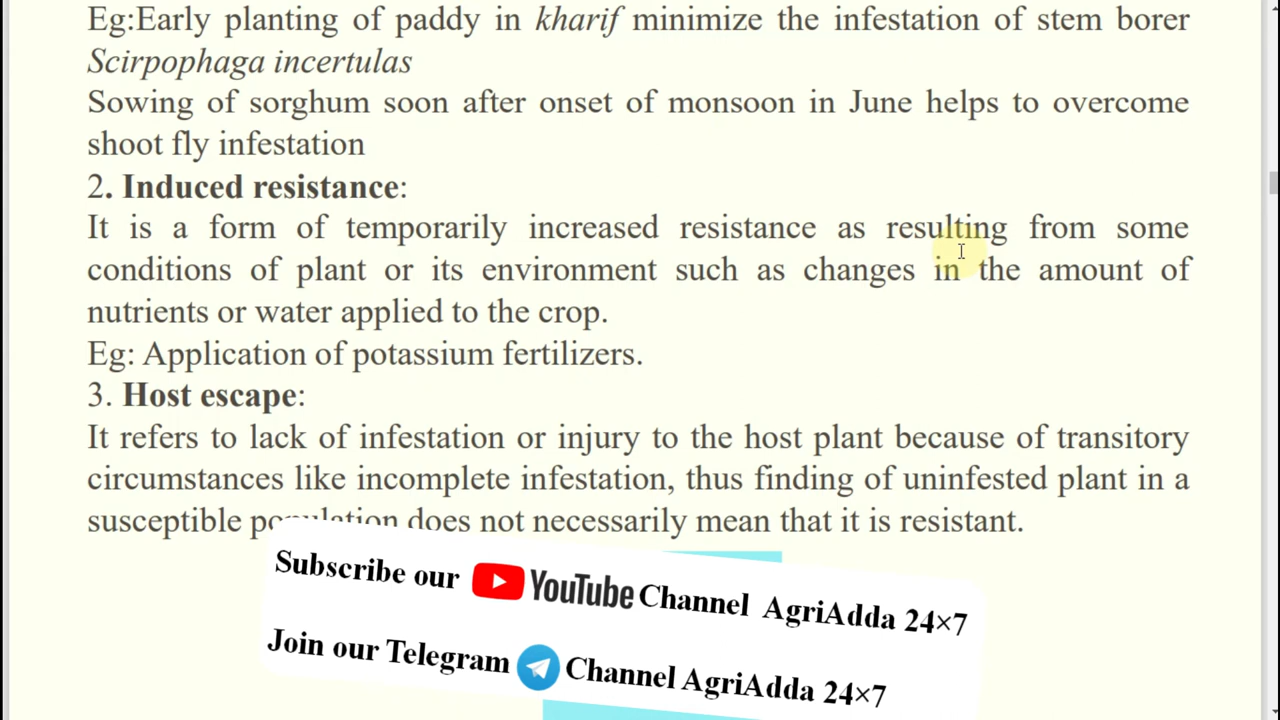 Eg:Early planting of paddy in kharif minimize the infestation of stem borer
Scirpophaga incertulas
Sowing of sorghum soon after onset of monsoon in June helps to overcome
shoot fly infestation
2. Induced resistance:
It is a form of temporarily increased resistance as resulting from some
conditions of plant or its environment such as changes in the amount of
nutrients or water applied to the crop.
Eg: Application of potassium fertilizers.
3. Host escape:
It refers to lack of infestation or injury to the host plant because of transitory
circumstances like incomplete infestation, thus finding of uninfested plant in a
susceptible population does not necessarily mean that it is resistant.
Subscribe our YouTube Channel AgriAdda 24×7
Join our Telegram Channel AgriAdda 24×7